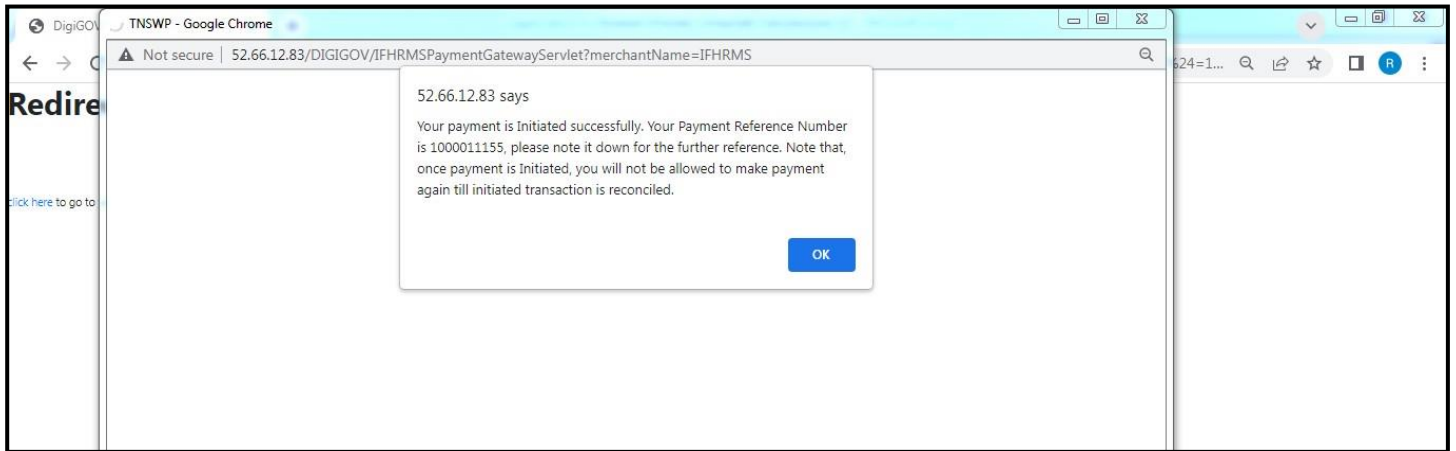 DigiGOV
TNSWP - Google Chrome
Not secure | 52.66.12.83/DIGIGOV/IFHRMSPaymentGatewayServlet?merchantName=IFHRMS
%24=1...
R
Redire
52.66.12.83 says
Your payment is Initiated successfully. Your Payment Reference Number
is 1000011155, please note it down for the further reference. Note that,
once payment is Initiated, you will not be allowed to make payment
again till initiated transaction is reconciled.
click here to go to
OK